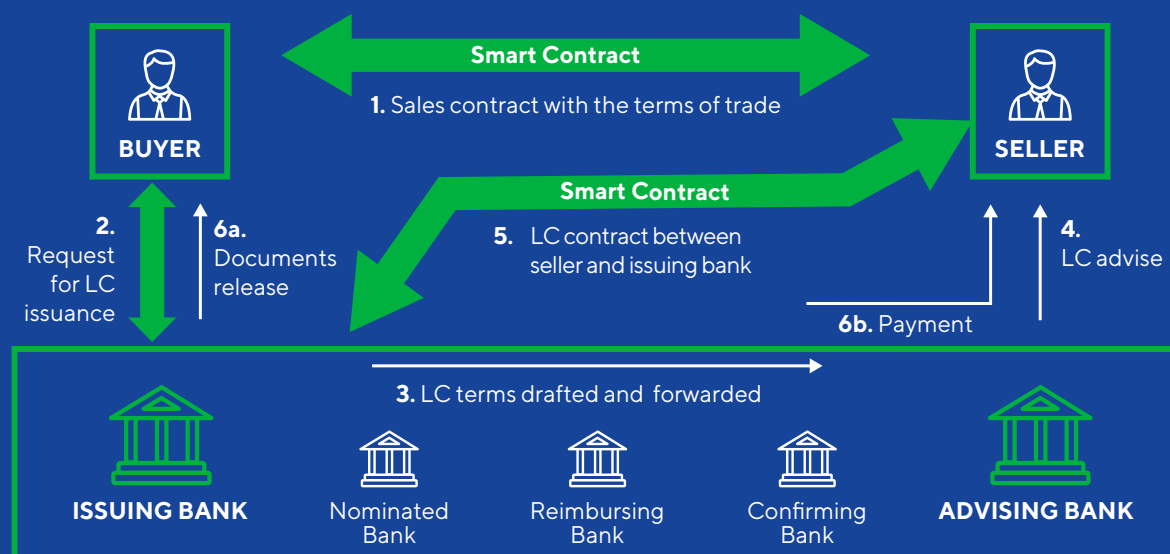 Smart Contract
1. Sales contract with the terms of trade
BUYER
SELLER
Smart Contract
2.
Request
for LC
issuance
6a.
Documents
release
5. LC contract between
seller and issuing bank
4.
LC advise
6b. Payment
3. LC terms drafted and forwarded
ISSUING BANK
Nominated
Bank
Reimbursing
Bank
Confirming
Bank
ADVISING BANK